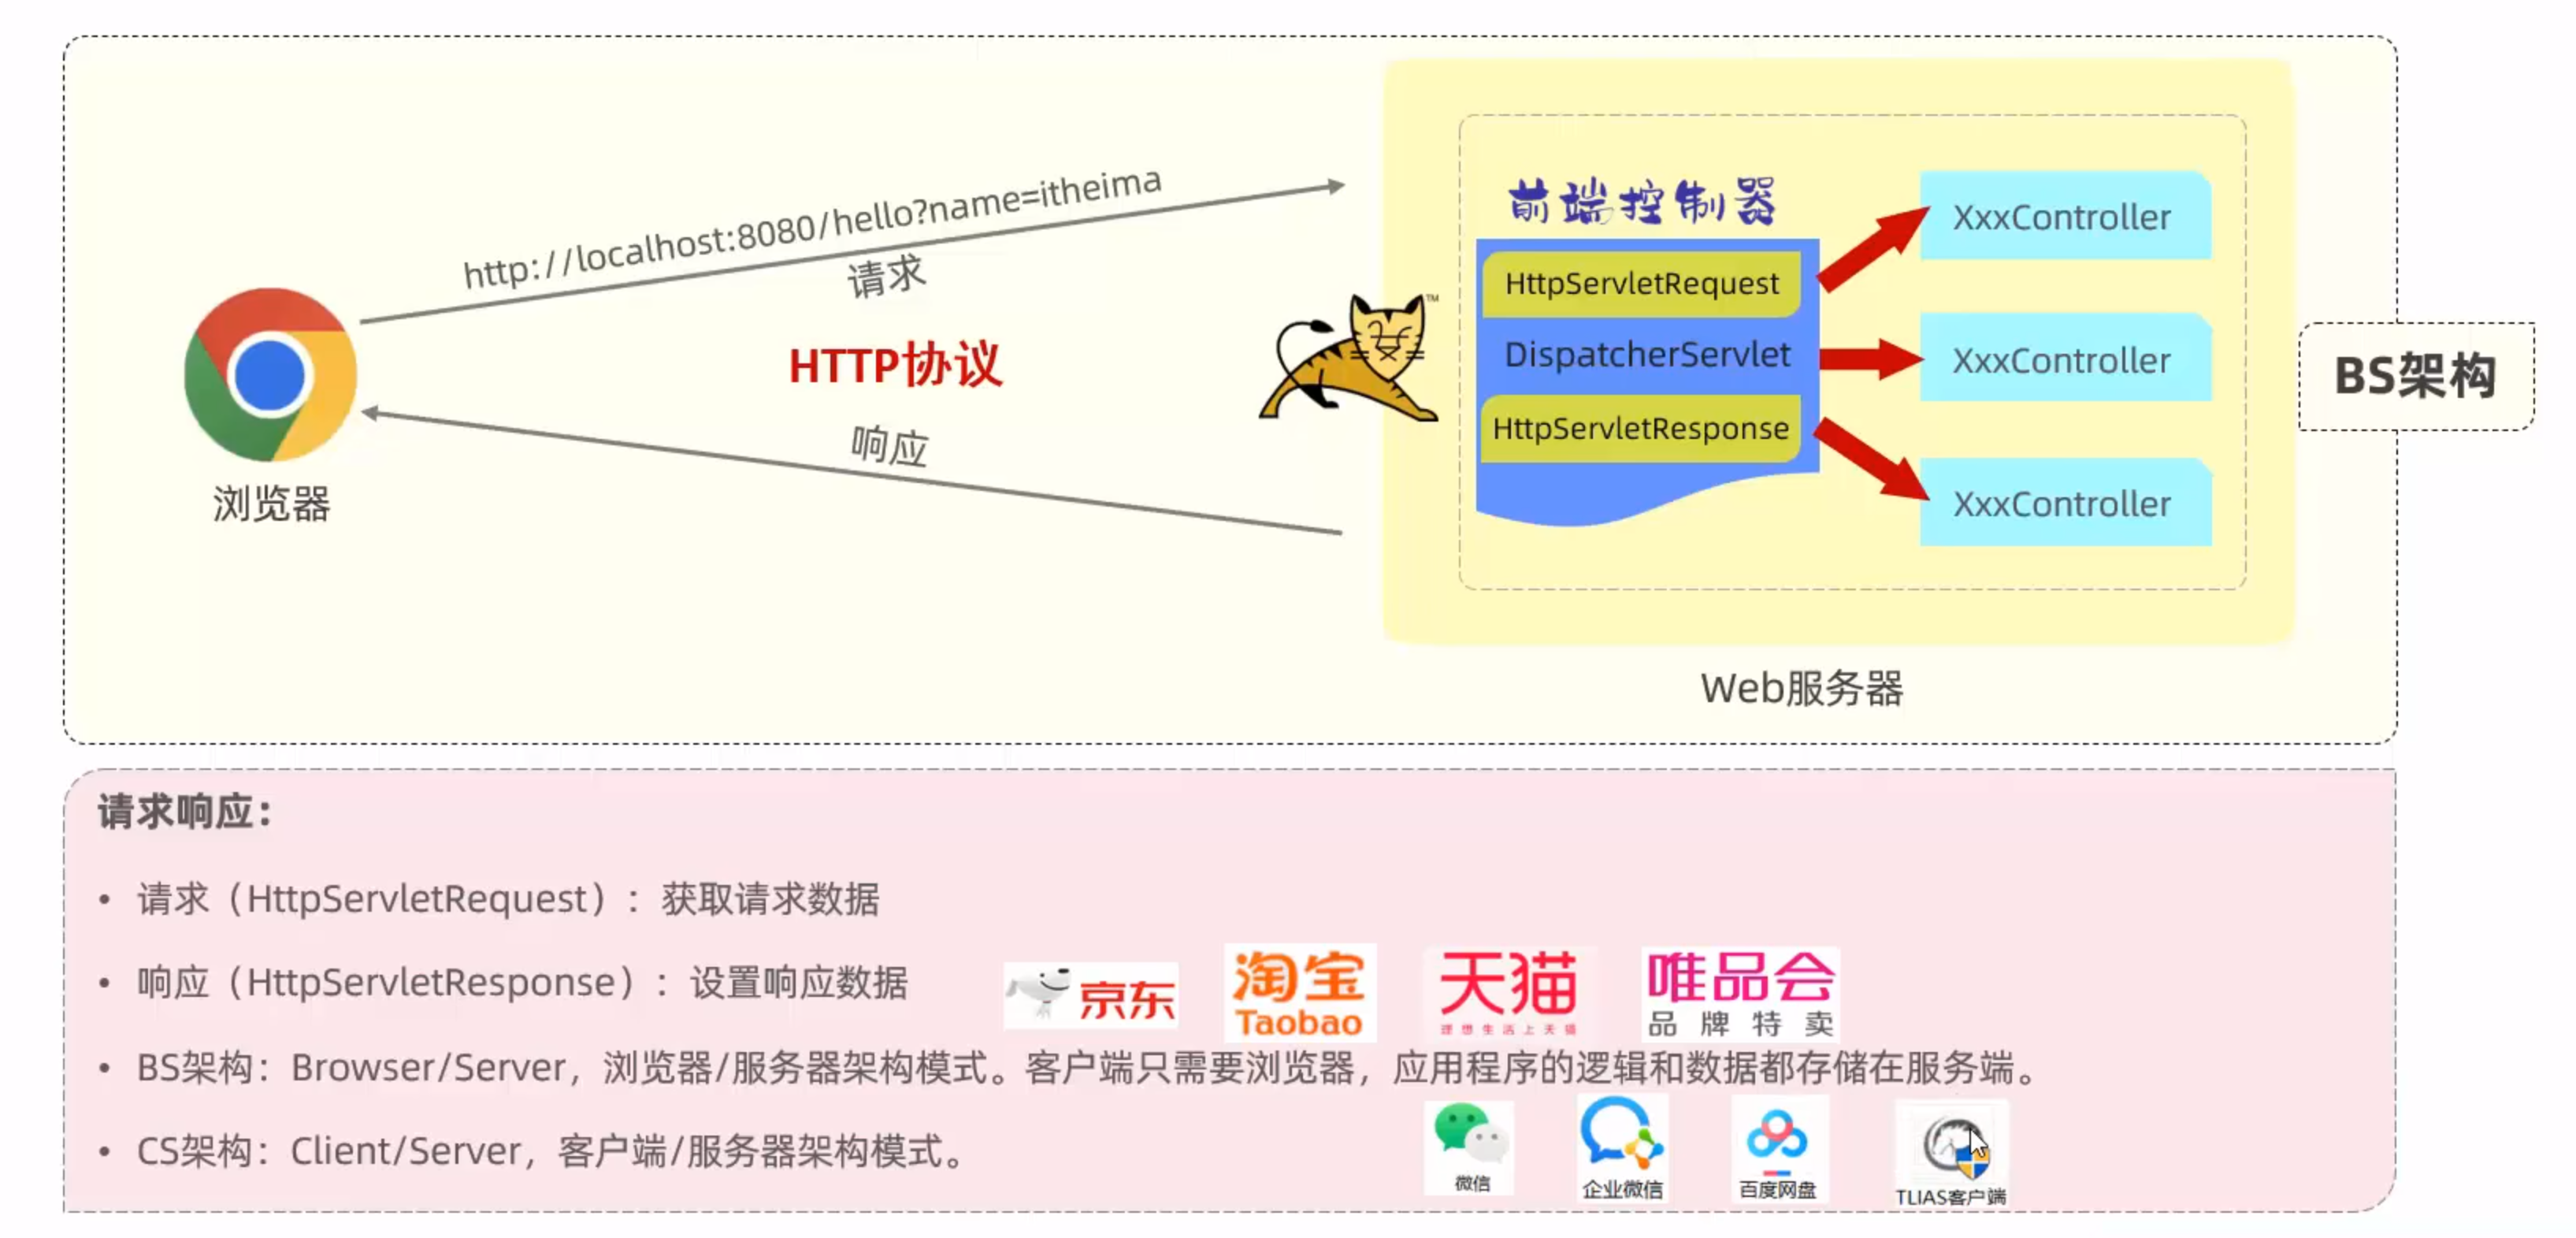 http://localhost:8080/hello?name=itheima
请求
HTTP协议
响应
浏览器
TM
前端控制器
HttpServletRequest
DispatcherServlet
HttpServletResponse
XxxController
XxxController
XxxController
Web服务器
BS架构
请求响应：
• 请求（HttpServletRequest）：获取请求数据
• 响应（HttpServletResponse）：设置响应数据
京东
淘宝
Taobao
天猫
理想生活上天猫
唯品会
品牌特卖
• BS架构：Browser/Server，浏览器/服务器架构模式。客户端只需要浏览器，应用程序的逻辑和数据都存储在服务端。
• CS架构：Client/Server，客户端/服务器架构模式。
微信
企业微信
百度网盘
TLIAS客户端